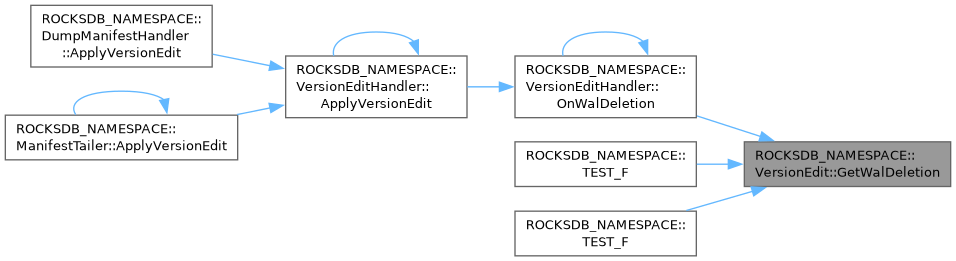 ROCKSDB_NAMESPACE::
DumpManifestHandler
::ApplyVersionEdit
ROCKSDB_NAMESPACE::
ManifestTailer::ApplyVersionEdit
ROCKSDB_NAMESPACE::
VersionEditHandler::
ApplyVersionEdit
ROCKSDB_NAMESPACE::
VersionEditHandler::
OnWalDeletion
ROCKSDB_NAMESPACE::
TEST_F
ROCKSDB_NAMESPACE::
TEST_F
ROCKSDB_NAMESPACE::
VersionEdit::GetWalDeletion